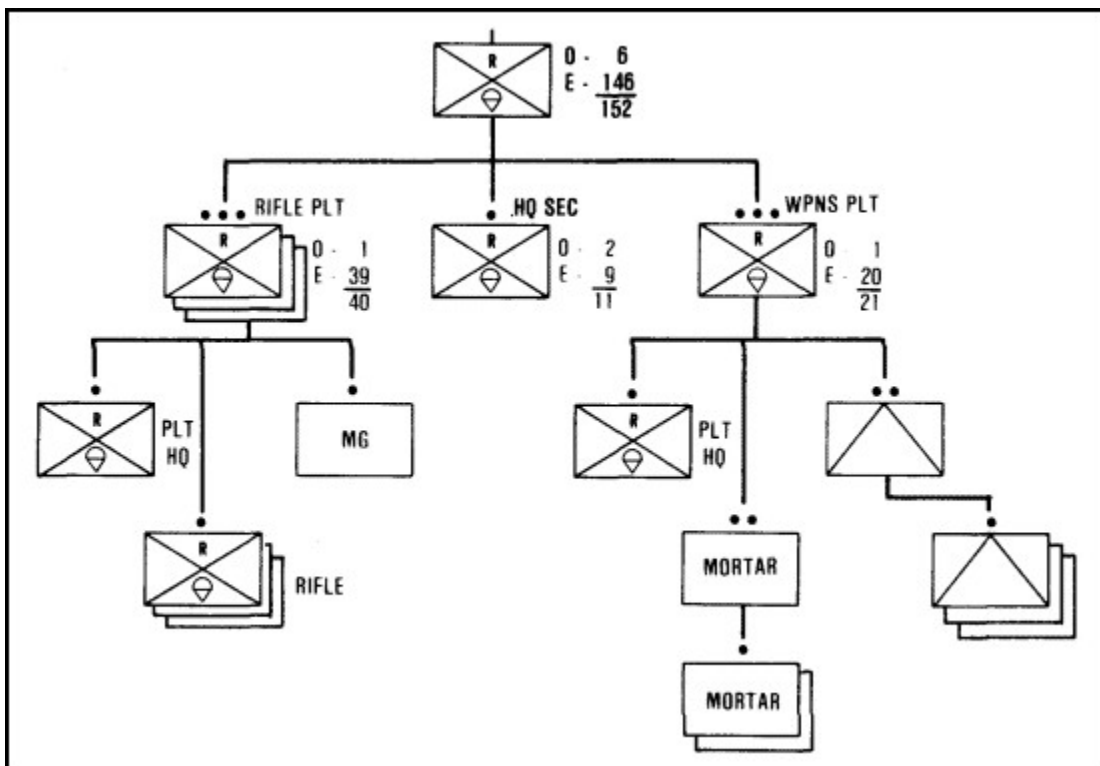 R
O - 6
E - 146
152
RIFLE PLT
R
O - 1
E - 39
40
.HQ SEC
R
O - 2
E - 9
11
WPNS PLT
R
O - 1
E - 20
21
R
PLT
HQ
MG
R
RIFLE
R
PLT
HQ
MORTAR
MORTAR